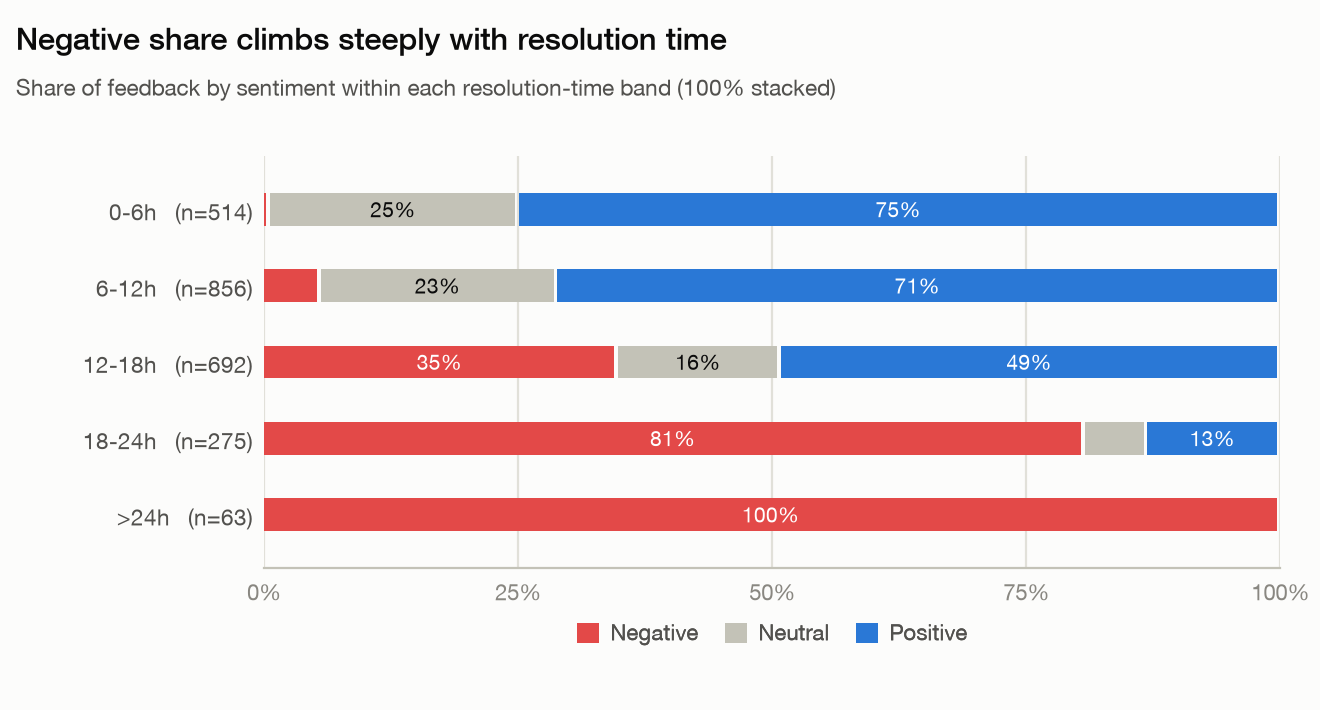 Negative share climbs steeply with resolution time
Share of feedback by sentiment within each resolution-time band (100% stacked)
0-6h (n=514) 25% 75%
6-12h (n=856) 23% 71%
12-18h (n=692) 35% 16% 49%
18-24h (n=275) 81% 13%
>24h (n=63) 100%
0% 25% 50% 75% 100%
Negative Neutral Positive